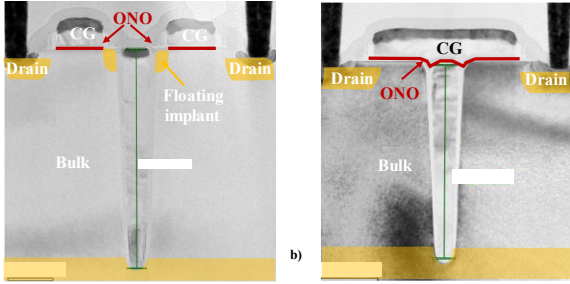 ONO
CG
CG
Drain
Drain
Floating
implant
Bulk
b)
CG
ONO
Drain
Drain
Bulk